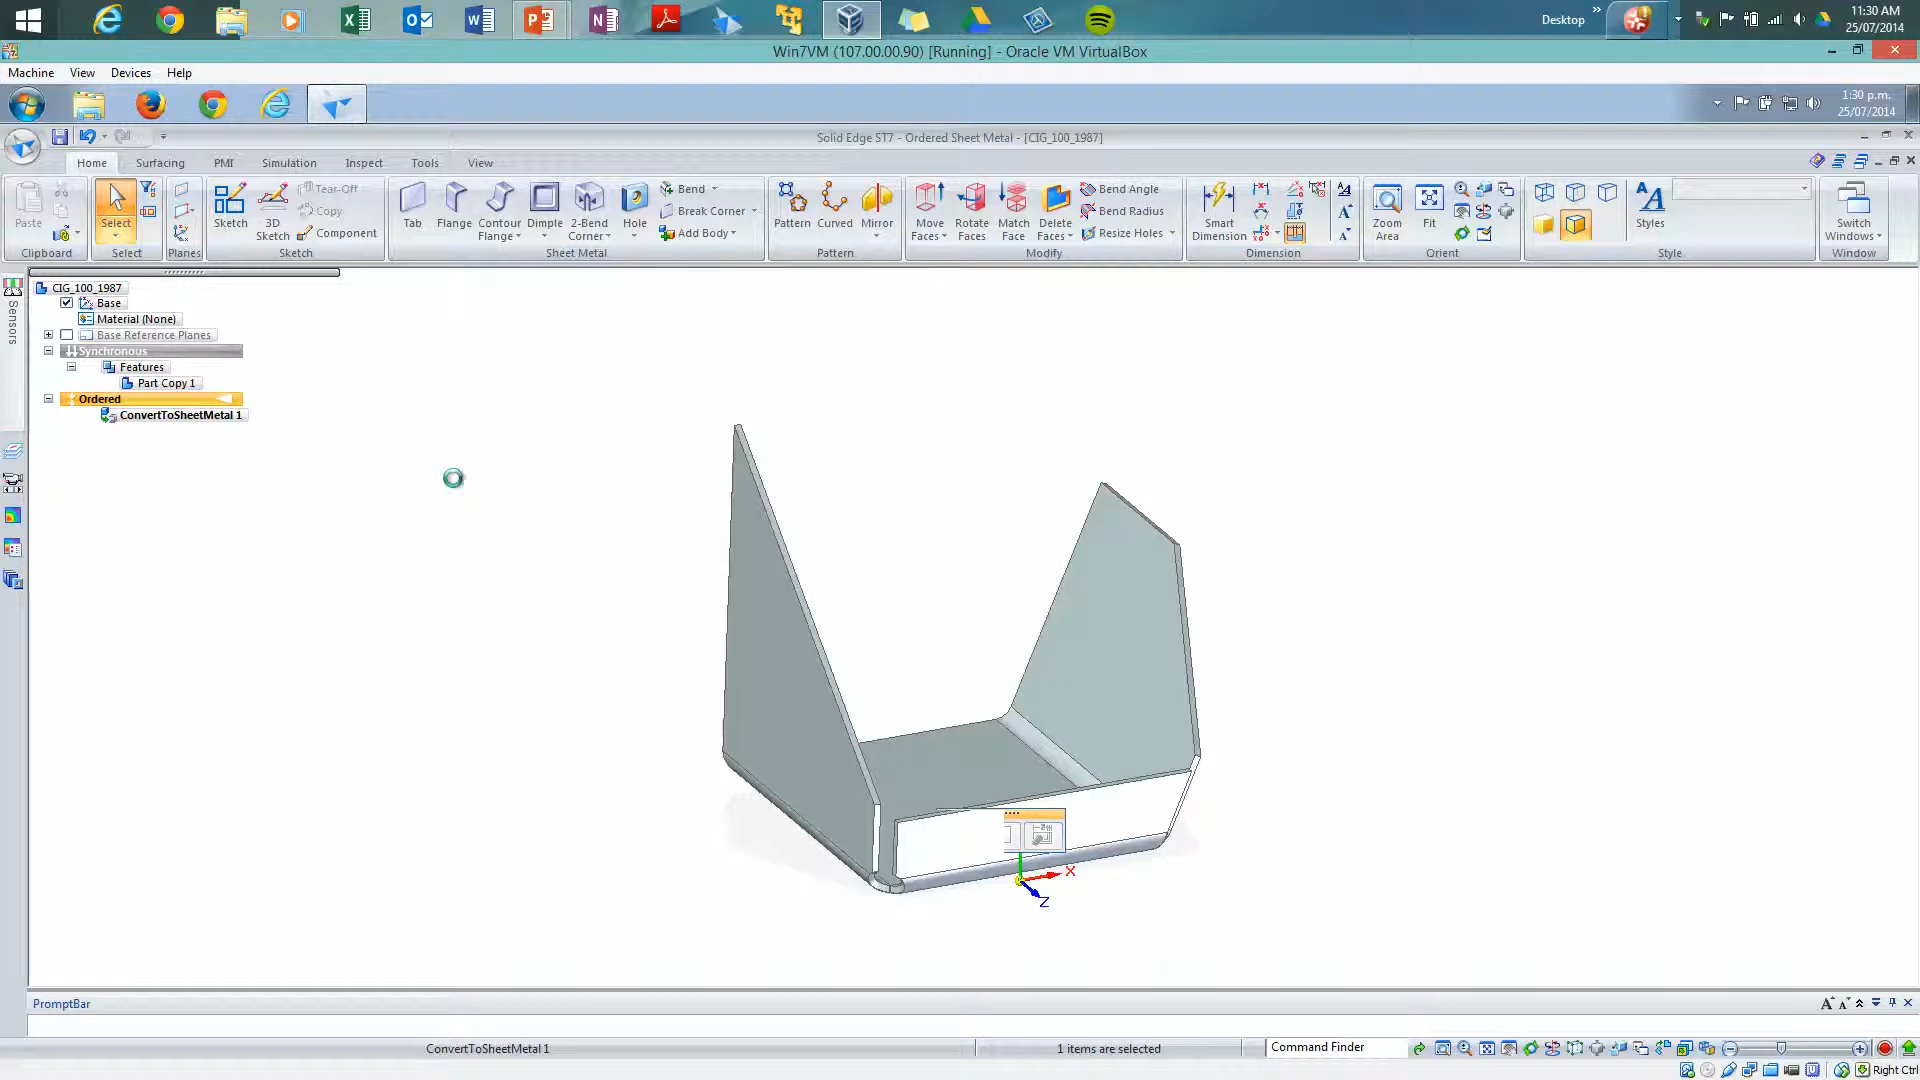 Desktop
11:30 AM
25/07/2014
Win7VM (107.00.00.90) [Running] - Oracle VM VirtualBox
Machine View Devices Help
1:30 p.m.
25/07/2014
Solid Edge ST7 - Ordered Sheet Metal - [CIG_100_1987]
Home Surfacing PMI Simulation Inspect Tools View
Paste
Clipboard
Select
Select
Planes
Sketch
3D Sketch
Tear-Off
Copy
Component
Sketch
Tab
Flange
Contour Flange
Dimple
2-Bend Corner
Hole
Bend
Break Corner
Add Body
Sheet Metal
Pattern
Curved
Mirror
Pattern
Move Faces
Rotate Faces
Match Face
Delete Faces
Bend Angle
Bend Radius
Resize Holes
Modify
Smart Dimension
Dimension
Zoom Area
Fit
Orient
Styles
Style
Switch Windows
Window
Sensors
CIG_100_1987
Base
Material (None)
Base Reference Planes
Synchronous
Features
Part Copy 1
Ordered
ConvertToSheetMetal 1
X
Z
PromptBar
ConvertToSheetMetal 1
1 items are selected
Command Finder
Right Ctrl